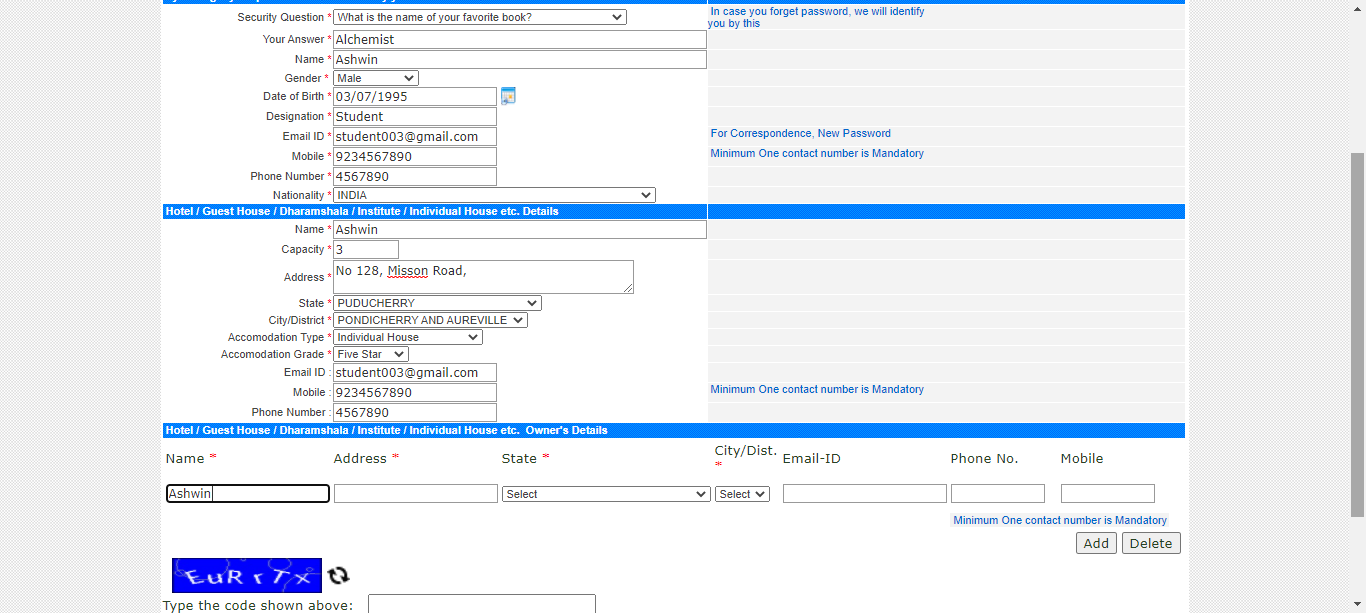 Security Question * What is the name of your favorite book? In case you forget password, we will identify
you by this
Your Answer * Alchemist
Name * Ashwin
Gender * Male
Date of Birth * 03/07/1995
Designation * Student
Email ID * student003@gmail.com For Correspondence, New Password
Mobile * 9234567890 Minimum One contact number is Mandatory
Phone Number * 4567890
Nationality * INDIA
Hotel / Guest House / Dharamshala / Institute / Individual House etc. Details
Name * Ashwin
Capacity * 3
Address * No 128, Misson Road,
State * PUDUCHERRY
City/District * PONDICHERRY AND AUREVILLE
Accomodation Type * Individual House
Accomodation Grade * Five Star
Email ID : student003@gmail.com
Mobile : 9234567890 Minimum One contact number is Mandatory
Phone Number : 4567890
Hotel / Guest House / Dharamshala / Institute / Individual House etc. Owner's Details
Name * Address * State * City/Dist. * Email-ID Phone No. Mobile
Ashwin Select Select
Minimum One contact number is Mandatory
Add Delete
EuRrTx
Type the code shown above: